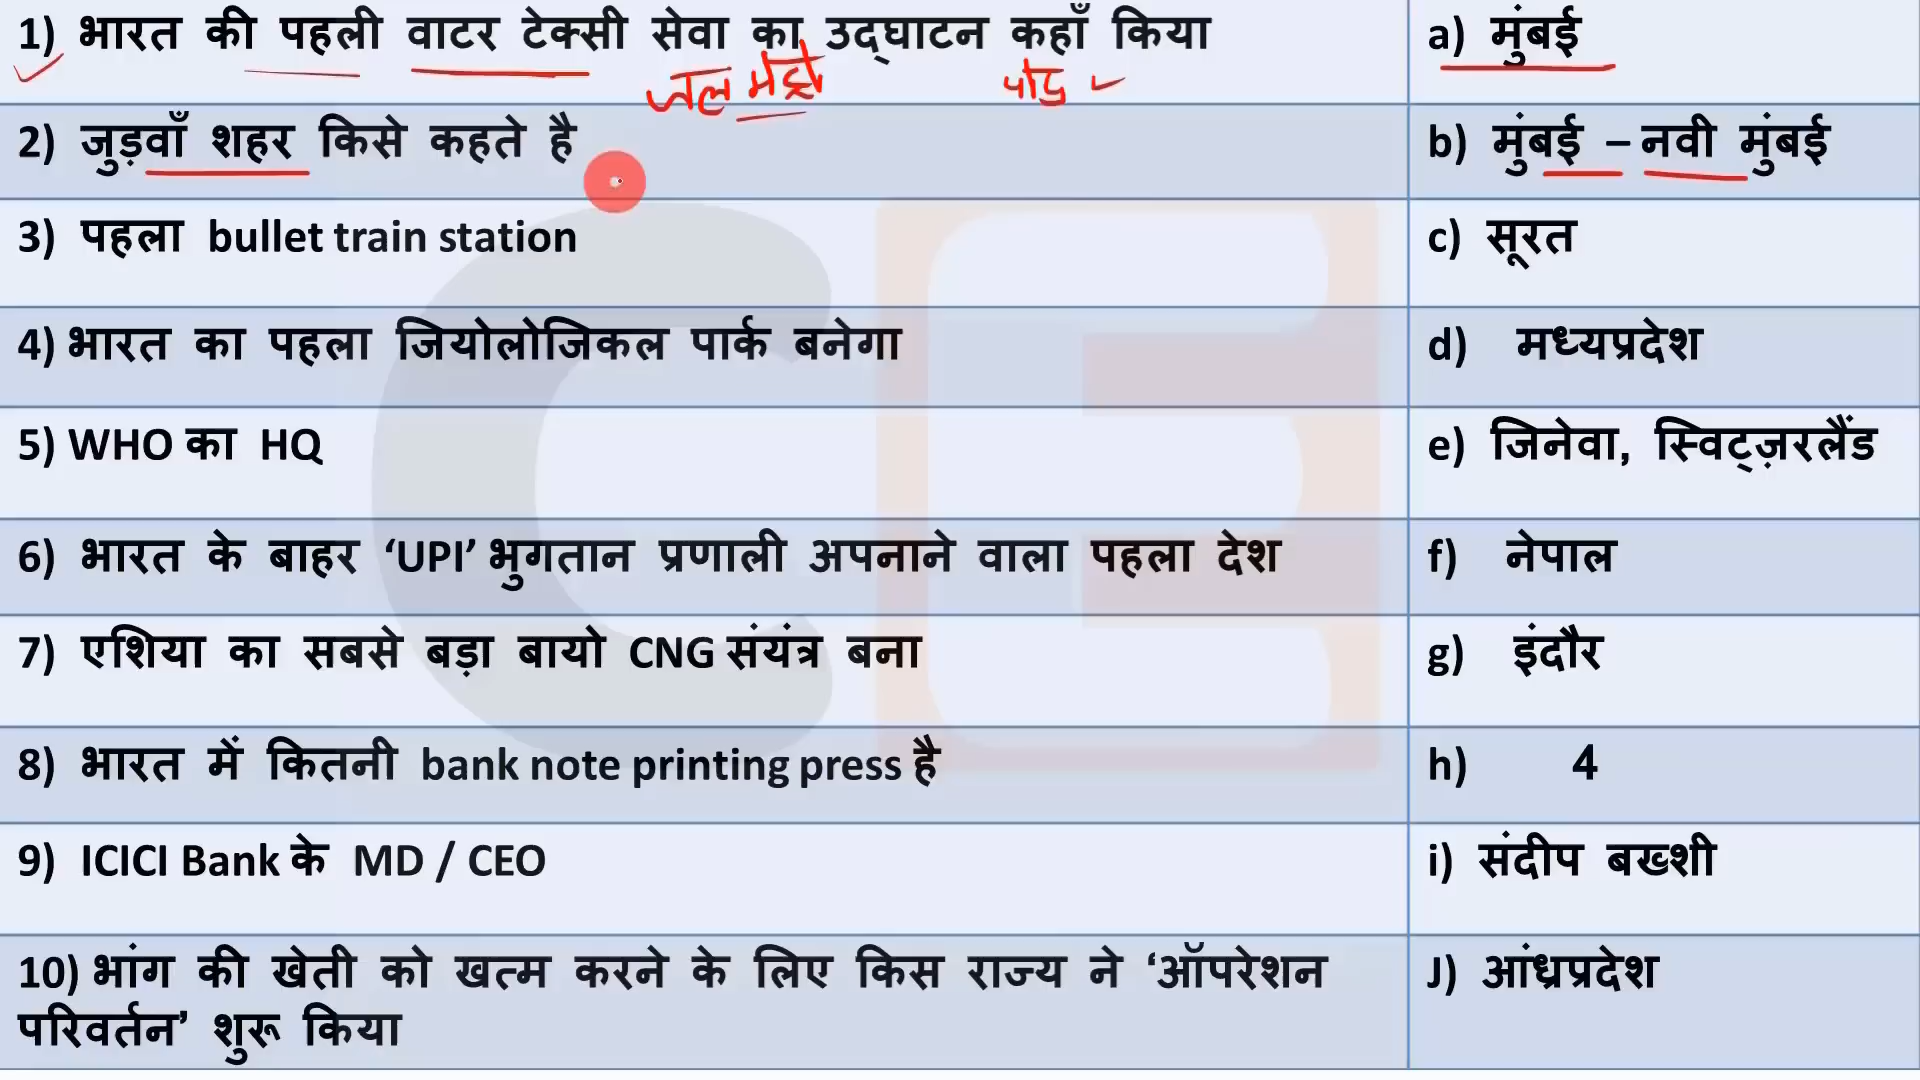 1) भारत की पहली वाटर टेक्सी सेवा का उद्घाटन कहाँ किया
a) मुंबई
जल मेट्रो
2) जुड़वाँ शहर किसे कहते है
b) मुंबई – नवी मुंबई
3) पहला bullet train station
c) सूरत
4) भारत का पहला जियोलोजिकल पार्क बनेगा
d) मध्यप्रदेश
5) WHO का HQ
e) जिनेवा, स्विट्ज़रलैंड
6) भारत के बाहर ‘UPI’ भुगतान प्रणाली अपनाने वाला पहला देश
f) नेपाल
7) एशिया का सबसे बड़ा बायो CNG संयंत्र बना
g) इंदौर
8) भारत में कितनी bank note printing press है
h) 4
9) ICICI Bank के MD / CEO
i) संदीप बख्शी
10) भांग की खेती को खत्म करने के लिए किस राज्य ने ‘ऑपरेशन
परिवर्तन’ शुरू किया
J) आंध्रप्रदेश
CE